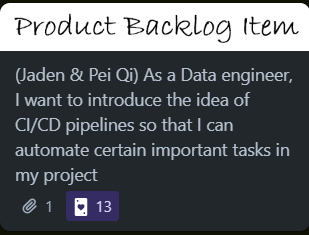 Product Backlog Item
(Jaden & Pei Qi) As a Data engineer,
I want to introduce the idea of
CI/CD pipelines so that I can
automate certain important tasks in
my project
1 13